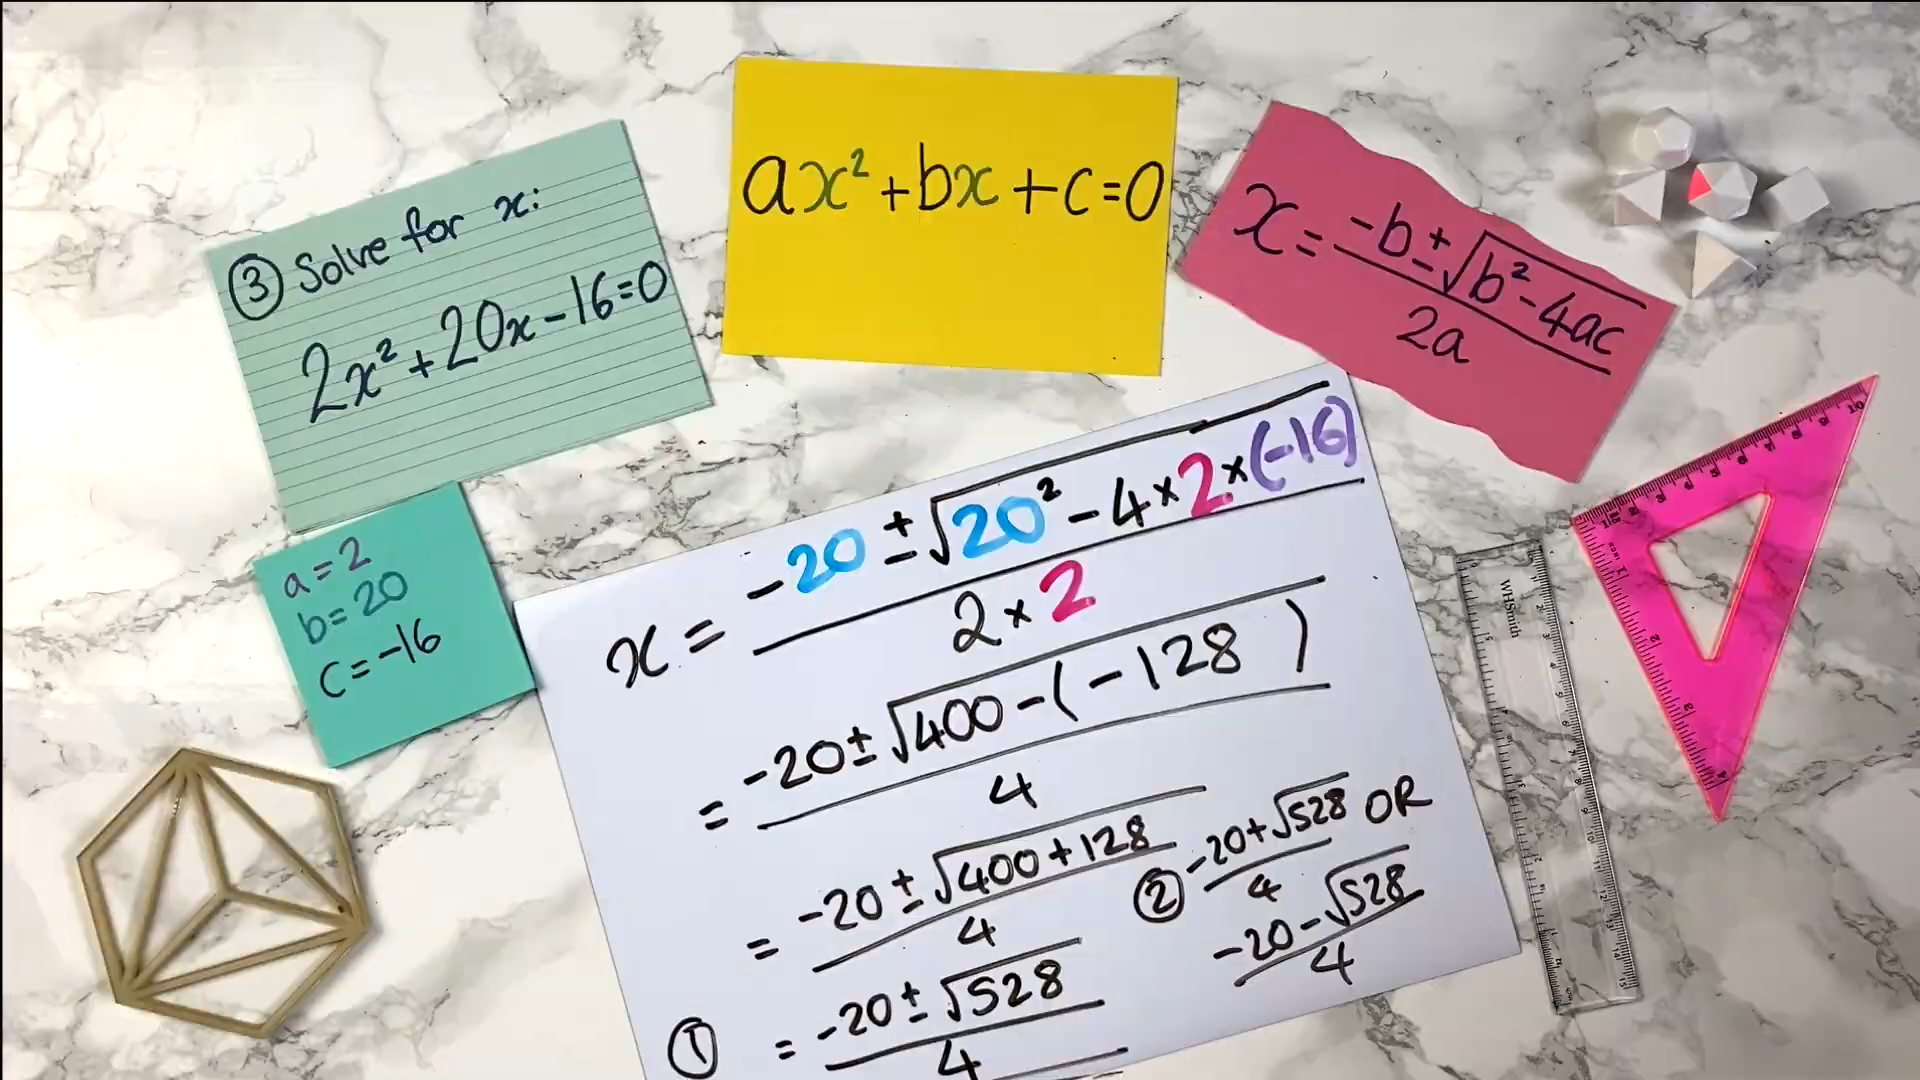 ③ Solve for x:
2x²+20x-16=0
ax²+bx+c=0
x = (-b±√(b²-4ac))/2a
a=2
b=20
c=-16
x = (-20 ± √(20² - 4×2×(-16)))/(2×2)
= (-20±√(400-(-128)))/4
= (-20±√(400+128))/4
① = (-20±√528)/4
② (-20+√528)/4 OR
(-20-√528)/4
WHSmith